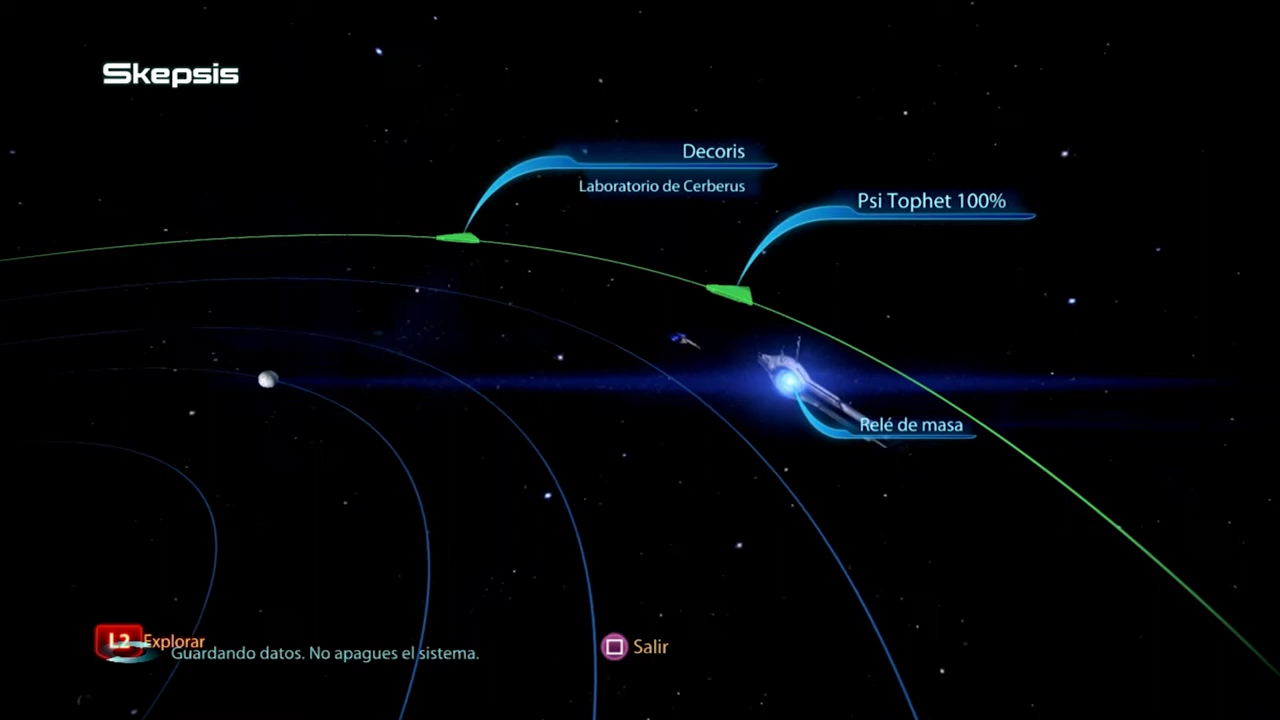 Skepsis
Decoris
Laboratorio de Cerberus
Psi Tophet 100%
Relé de masa
L2 Explorar
Guardando datos. No apagues el sistema.
Salir